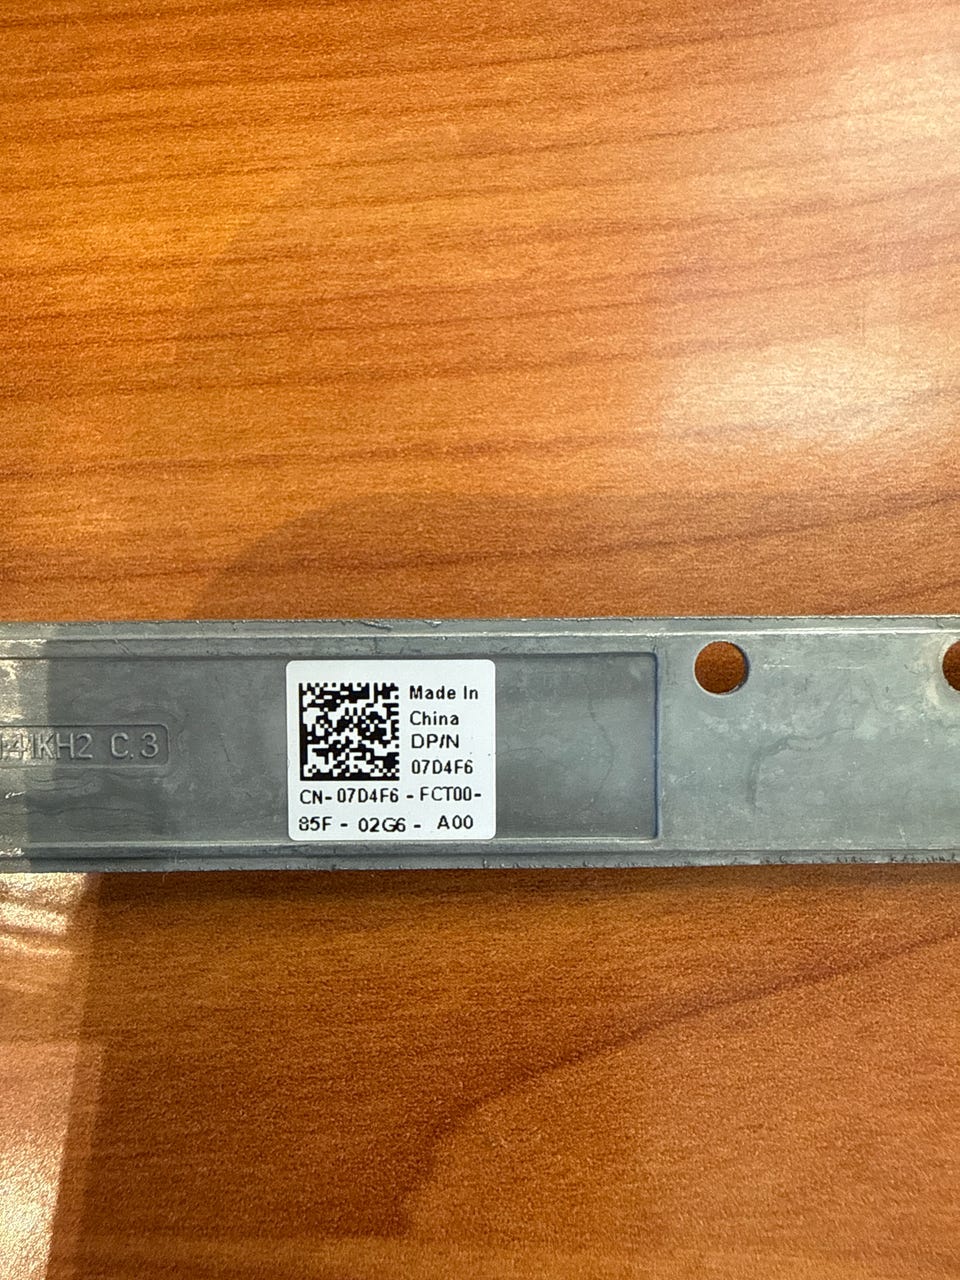 KH2 C.3
Made In
China
DP/N
07D4F6
CN-07D4F6-FCT00-
85F-02G6-A00